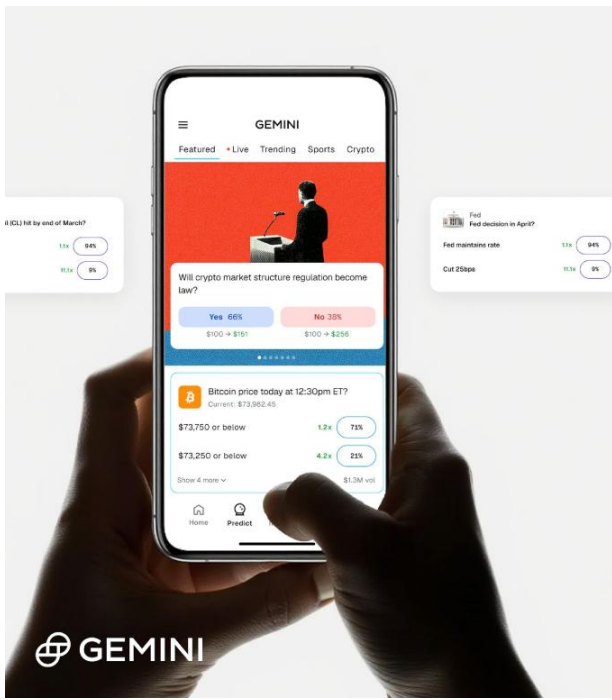 GEMINI
Featured • Live Trending Sports Crypto
Will crypto market structure regulation become
law?
Yes 66% No 38%
$100 → $151 $100 → $256
Bitcoin price today at 12:30pm ET?
Current: $73,982.45
$73,750 or below 1.2x 71%
$73,250 or below 4.2x 21%
Show 4 more $1.3M vol
Home Predict
(CL) hit by end of March?
1.1x 94%
11.1x 9%
Fed
Fed decision in April?
Fed maintains rate 1.1x 94%
Cut 25bps 11.1x 9%
GEMINI